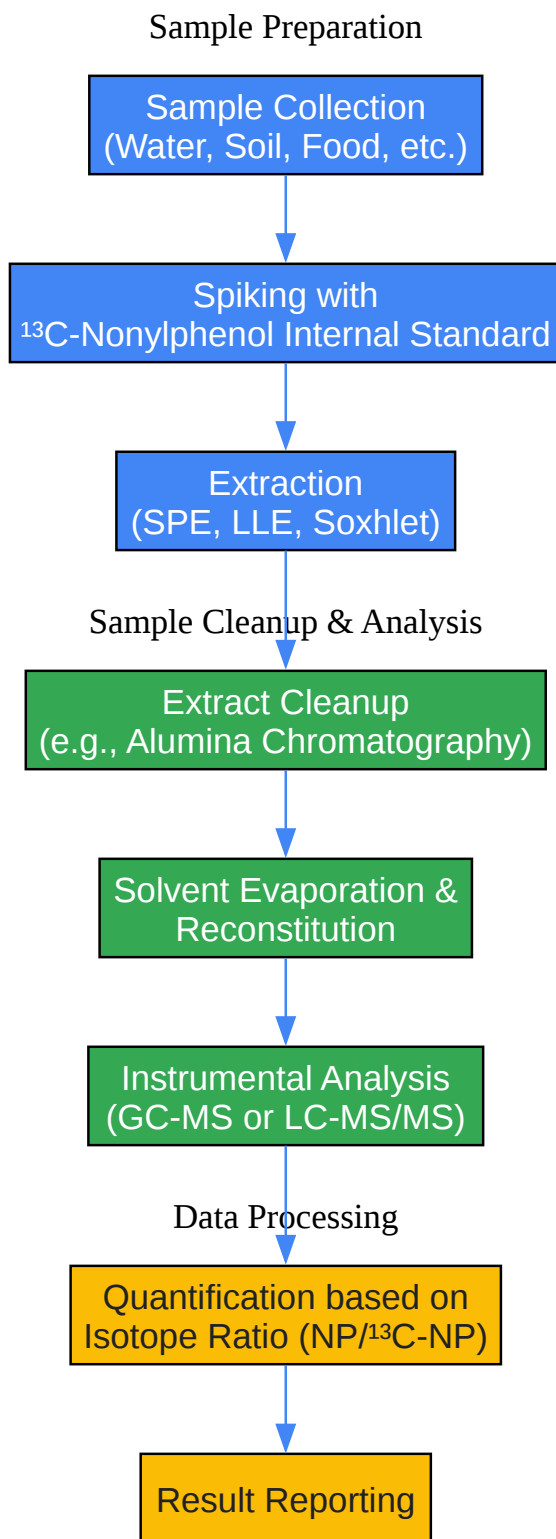 Sample Preparation
Sample Collection
(Water, Soil, Food, etc.)
Spiking with
¹³C-Nonylphenol Internal Standard
Extraction
(SPE, LLE, Soxhlet)
Sample Cleanup & Analysis
Extract Cleanup
(e.g., Alumina Chromatography)
Solvent Evaporation &
Reconstitution
Instrumental Analysis
(GC-MS or LC-MS/MS)
Data Processing
Quantification based on
Isotope Ratio (NP/¹³C-NP)
Result Reporting